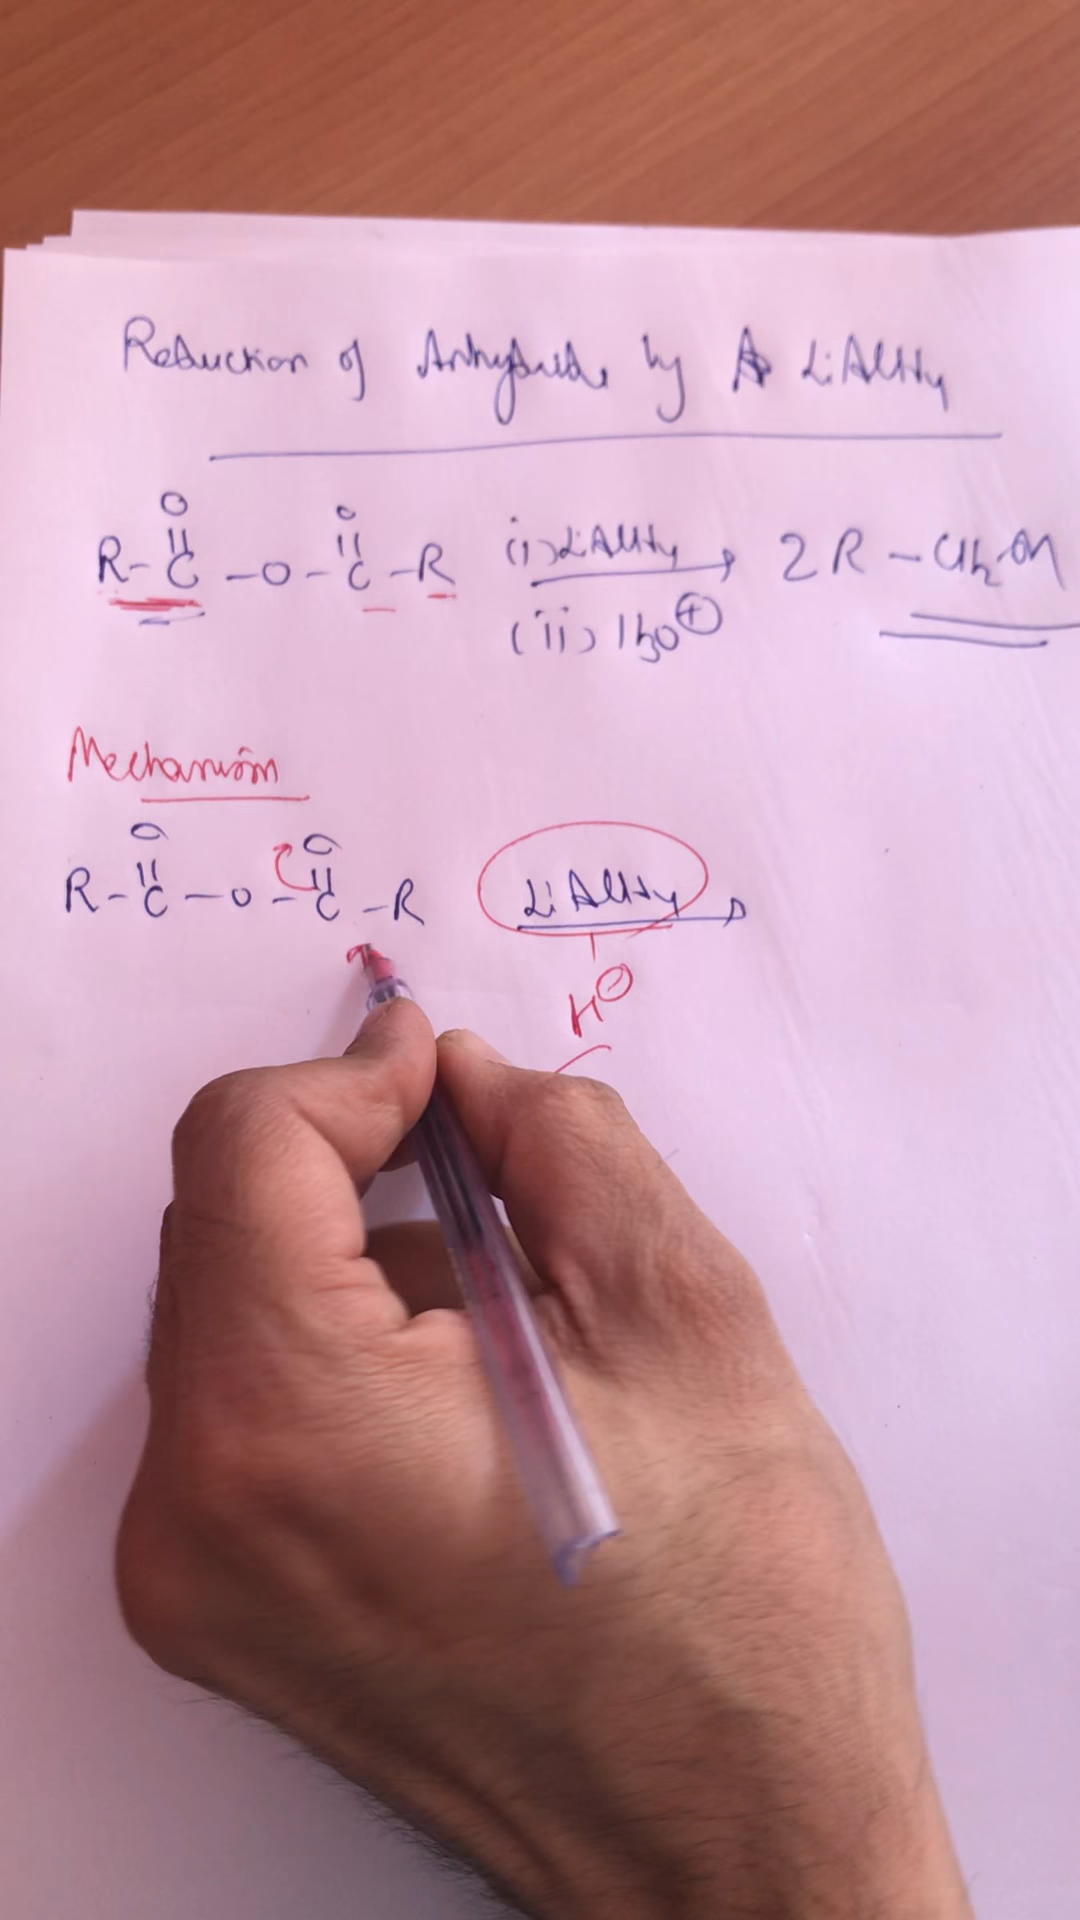 Reduction of Anhydride by LiAlH4
O O
|| ||
R-C-O-C-R (i) LiAlH4 → 2R-CH2OH
(ii) H3O⊕
Mechanism
O O
|| ||
R-C-O-C-R LiAlH4 →
H⊖